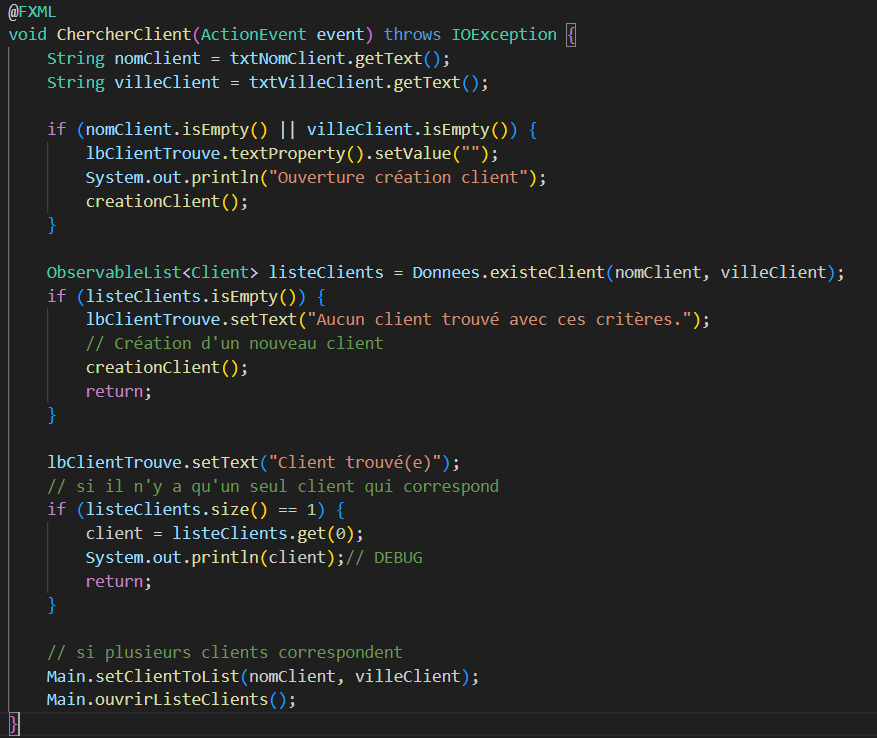 @FXML
void ChercherClient(ActionEvent event) throws IOException {
String nomClient = txtNomClient.getText();
String villeClient = txtVilleClient.getText();
if (nomClient.isEmpty() || villeClient.isEmpty()) {
lbClientTrouve.textProperty().setValue("");
System.out.println("Ouverture création client");
creationClient();
}
ObservableList<Client> listeClients = Donnees.existeClient(nomClient, villeClient);
if (listeClients.isEmpty()) {
lbClientTrouve.setText("Aucun client trouvé avec ces critères.");
// Création d'un nouveau client
creationClient();
return;
}
lbClientTrouve.setText("Client trouvé(e)");
// si il n'y a qu'un seul client qui correspond
if (listeClients.size() == 1) {
client = listeClients.get(0);
System.out.println(client);// DEBUG
return;
}
// si plusieurs clients correspondent
Main.setClientToList(nomClient, villeClient);
Main.ouvrirListeClients();
}